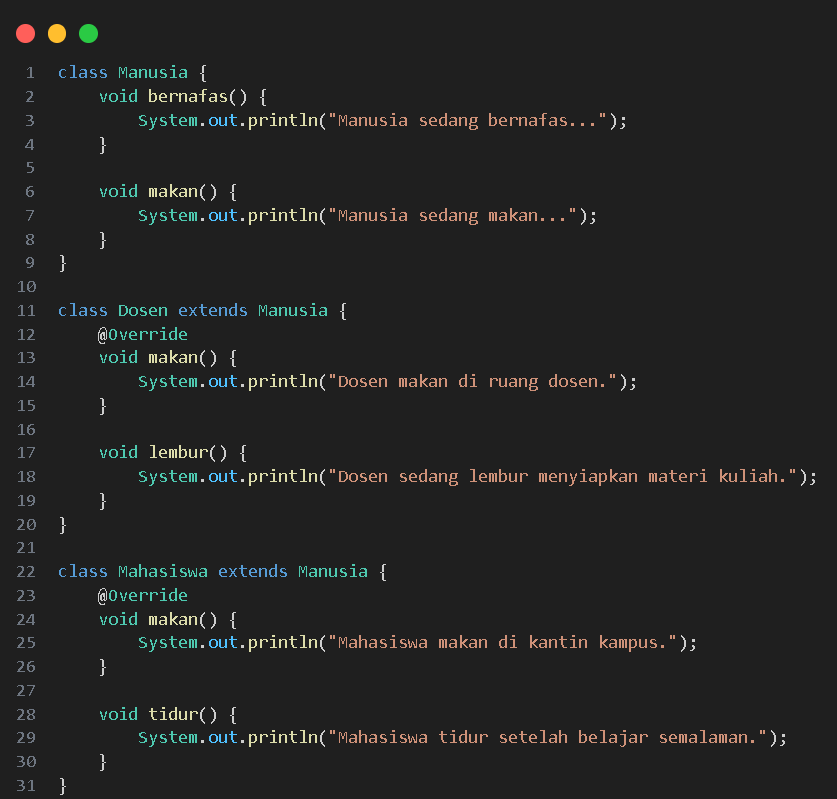 1 class Manusia {
2     void bernafas() {
3         System.out.println("Manusia sedang bernafas...");
4     }
5
6     void makan() {
7         System.out.println("Manusia sedang makan...");
8     }
9 }
10
11 class Dosen extends Manusia {
12     @Override
13     void makan() {
14         System.out.println("Dosen makan di ruang dosen.");
15     }
16
17     void lembur() {
18         System.out.println("Dosen sedang lembur menyiapkan materi kuliah.");
19     }
20 }
21
22 class Mahasiswa extends Manusia {
23     @Override
24     void makan() {
25         System.out.println("Mahasiswa makan di kantin kampus.");
26     }
27
28     void tidur() {
29         System.out.println("Mahasiswa tidur setelah belajar semalaman.");
30     }
31 }